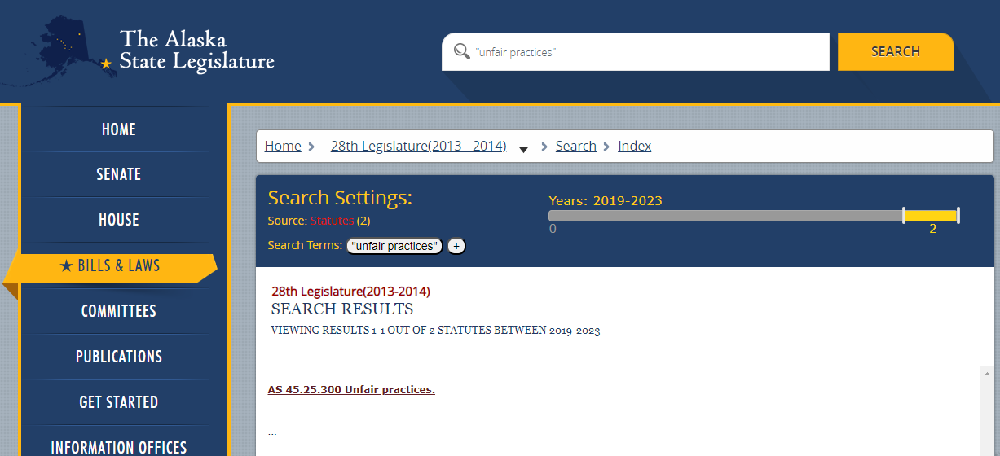 The Alaska
State Legislature
"unfair practices"
SEARCH
HOME
SENATE
HOUSE
★ BILLS & LAWS
COMMITTEES
PUBLICATIONS
GET STARTED
INFORMATION OFFICES
Home 28th Legislature(2013 - 2014) Search Index
Search Settings:
Source: Statutes (2)
Search Terms: "unfair practices" +
Years: 2019-2023
0 2
28th Legislature(2013-2014)
SEARCH RESULTS
VIEWING RESULTS 1-1 OUT OF 2 STATUTES BETWEEN 2019-2023
AS 45.25.300 Unfair practices.
...